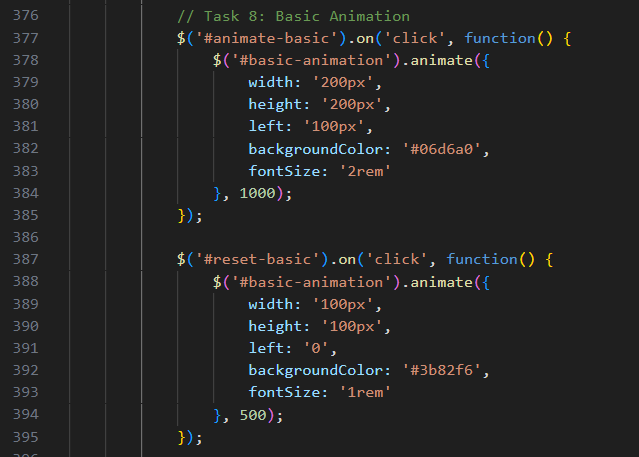 376 // Task 8: Basic Animation
377 $('#animate-basic').on('click', function() {
378 $('#basic-animation').animate({
379 width: '200px',
380 height: '200px',
381 left: '100px',
382 backgroundColor: '#06d6a0',
383 fontSize: '2rem'
384 }, 1000);
385 });
386
387 $('#reset-basic').on('click', function() {
388 $('#basic-animation').animate({
389 width: '100px',
390 height: '100px',
391 left: '0',
392 backgroundColor: '#3b82f6',
393 fontSize: '1rem'
394 }, 500);
395 });